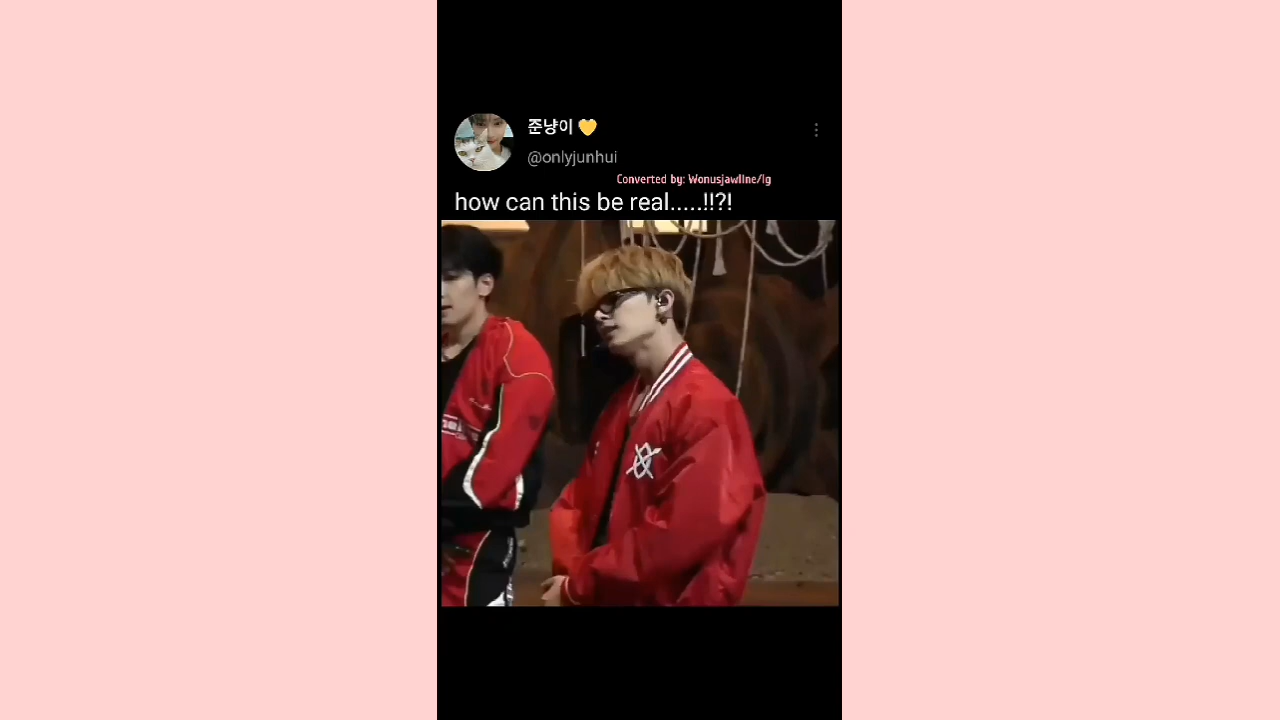 준냥이 💛
@onlyjunhui
Converted by: Wonusjawline/Ig
how can this be real.....!!?!